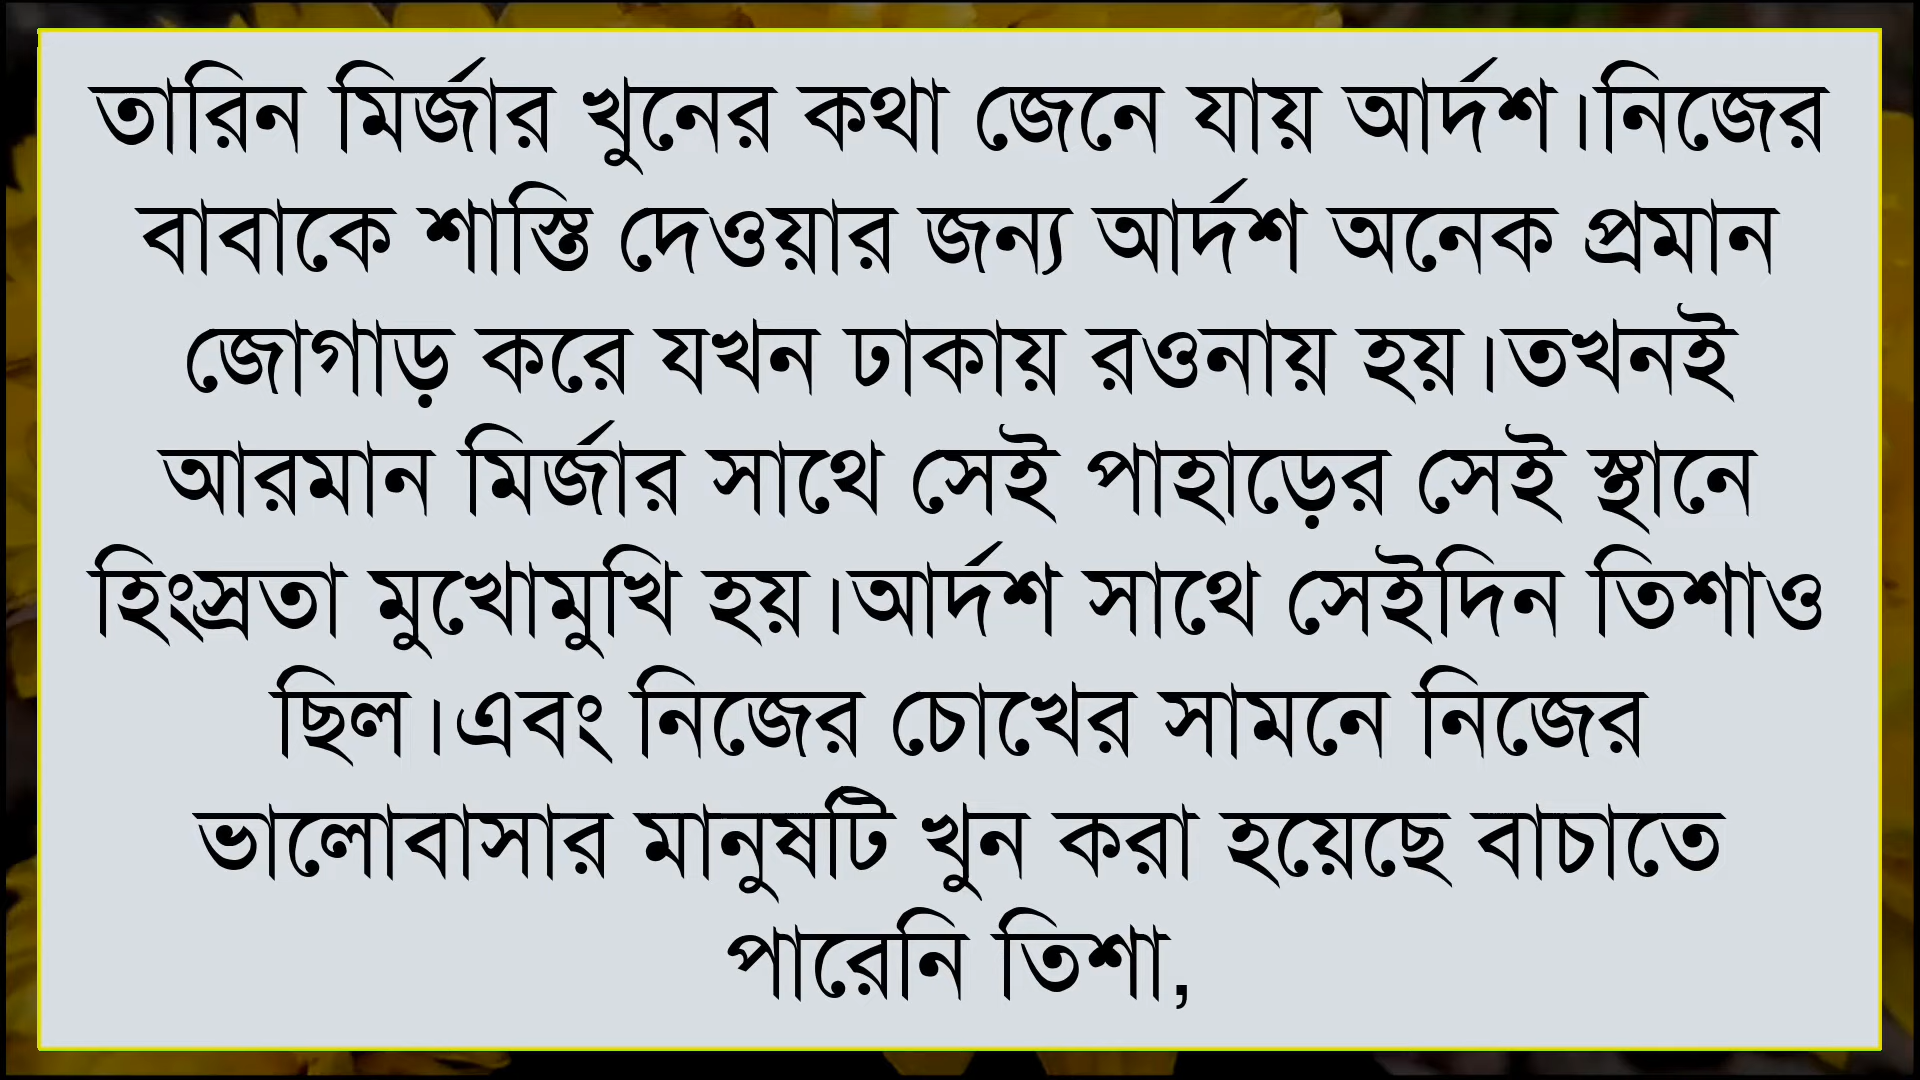 তারিন মির্জার খুনের কথা জেনে যায় আর্দশ।নিজের
বাবাকে শাস্তি দেওয়ার জন্য আর্দশ অনেক প্রমান
জোগাড় করে যখন ঢাকায় রওনায় হয়।তখনই
আরমান মির্জার সাথে সেই পাহাড়ের সেই স্থানে
হিংস্রতা মুখোমুখি হয়।আর্দশ সাথে সেইদিন তিশাও
ছিল।এবং নিজের চোখের সামনে নিজের
ভালোবাসার মানুষটি খুন করা হয়েছে বাচাতে
পারেনি তিশা,